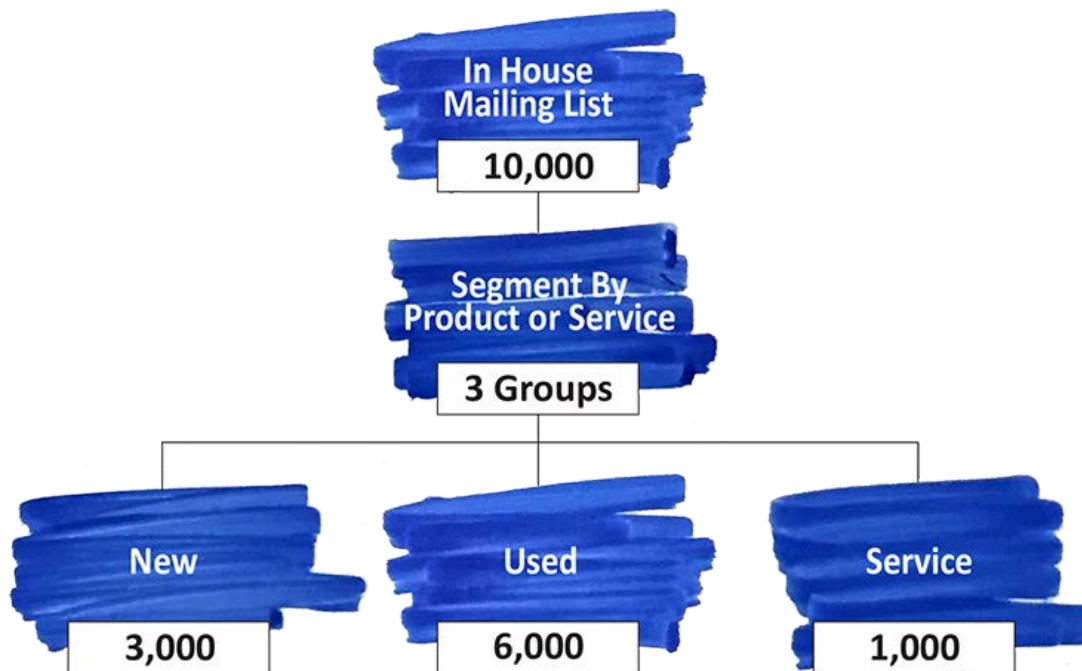 In House
Mailing List
10,000
Segment By
Product or Service
3 Groups
New
Used
Service
3,000
6,000
1,000